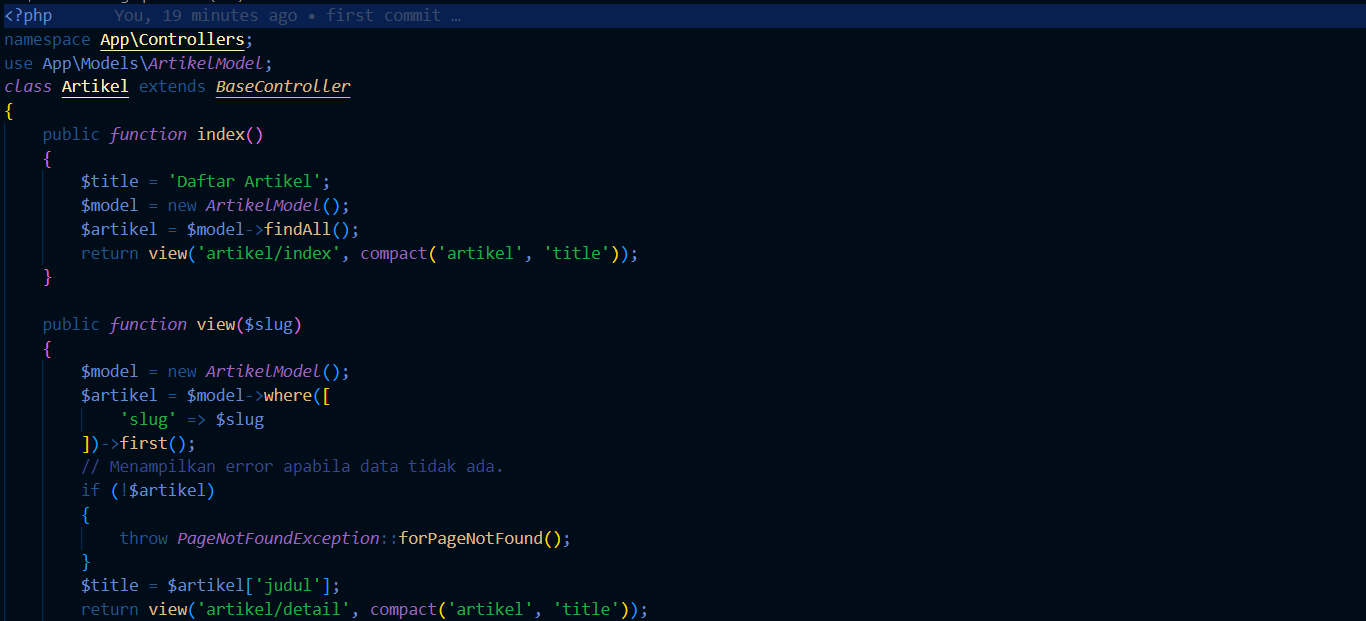 <?php You, 19 minutes ago • first commit …
namespace App\Controllers;
use App\Models\ArtikelModel;
class Artikel extends BaseController
{
    public function index()
    {
        $title = 'Daftar Artikel';
        $model = new ArtikelModel();
        $artikel = $model->findAll();
        return view('artikel/index', compact('artikel', 'title'));
    }

    public function view($slug)
    {
        $model = new ArtikelModel();
        $artikel = $model->where([
            'slug' => $slug
        ])->first();
        // Menampilkan error apabila data tidak ada.
        if (!$artikel)
        {
            throw PageNotFoundException::forPageNotFound();
        }
        $title = $artikel['judul'];
        return view('artikel/detail', compact('artikel', 'title'));